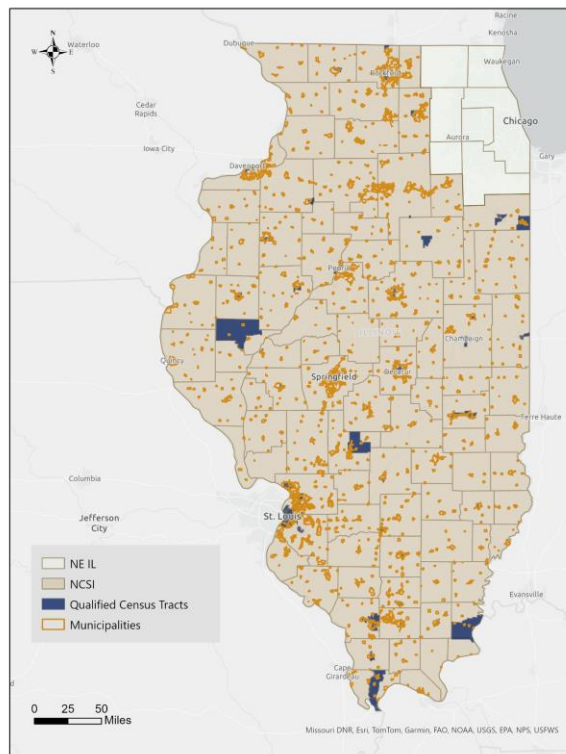 Racine
Kenosha
N
W E
S
Waterloo
Dubuque
Rockford
Waukegan
Cedar
Rapids
Chicago
Aurora
Iowa City
Gary
Davenport
Peoria
ILLINOIS
Champaign
Quincy
Springfield
Decatur
Terre Haute
Columbia
St. Louis
Jefferson
City
NE IL
NCSI
Qualified Census Tracts
Municipalities
Evansville
Cape
Girardeau
0 25 50
Miles
Missouri DNR, Esri, TomTom, Garmin, FAO, NOAA, USGS, EPA, NPS, USFWS